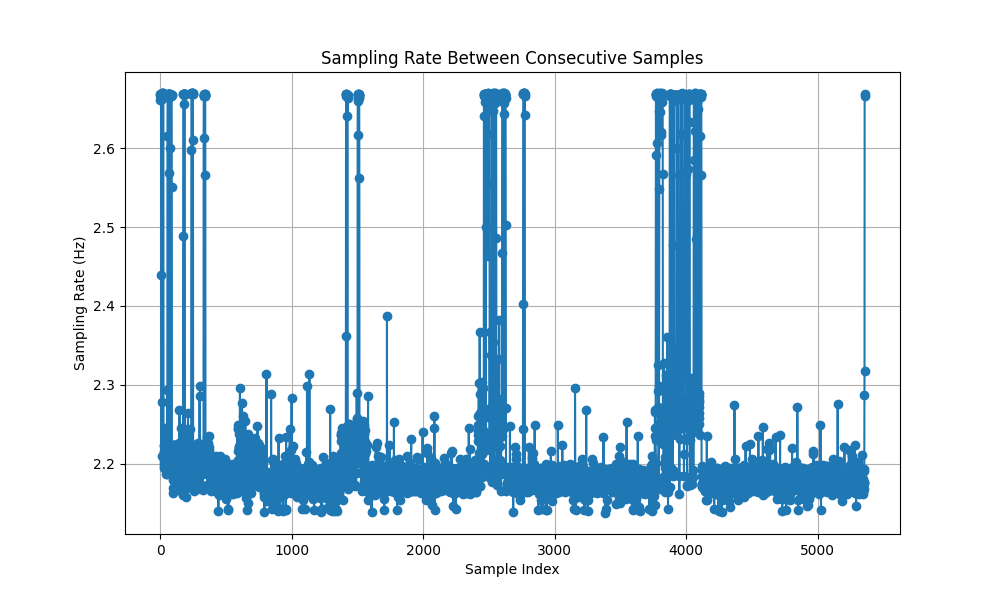 Sampling Rate Between Consecutive Samples
2.6
2.5
2.4
2.3
2.2
Sampling Rate (Hz)
0 1000 2000 3000 4000 5000
Sample Index